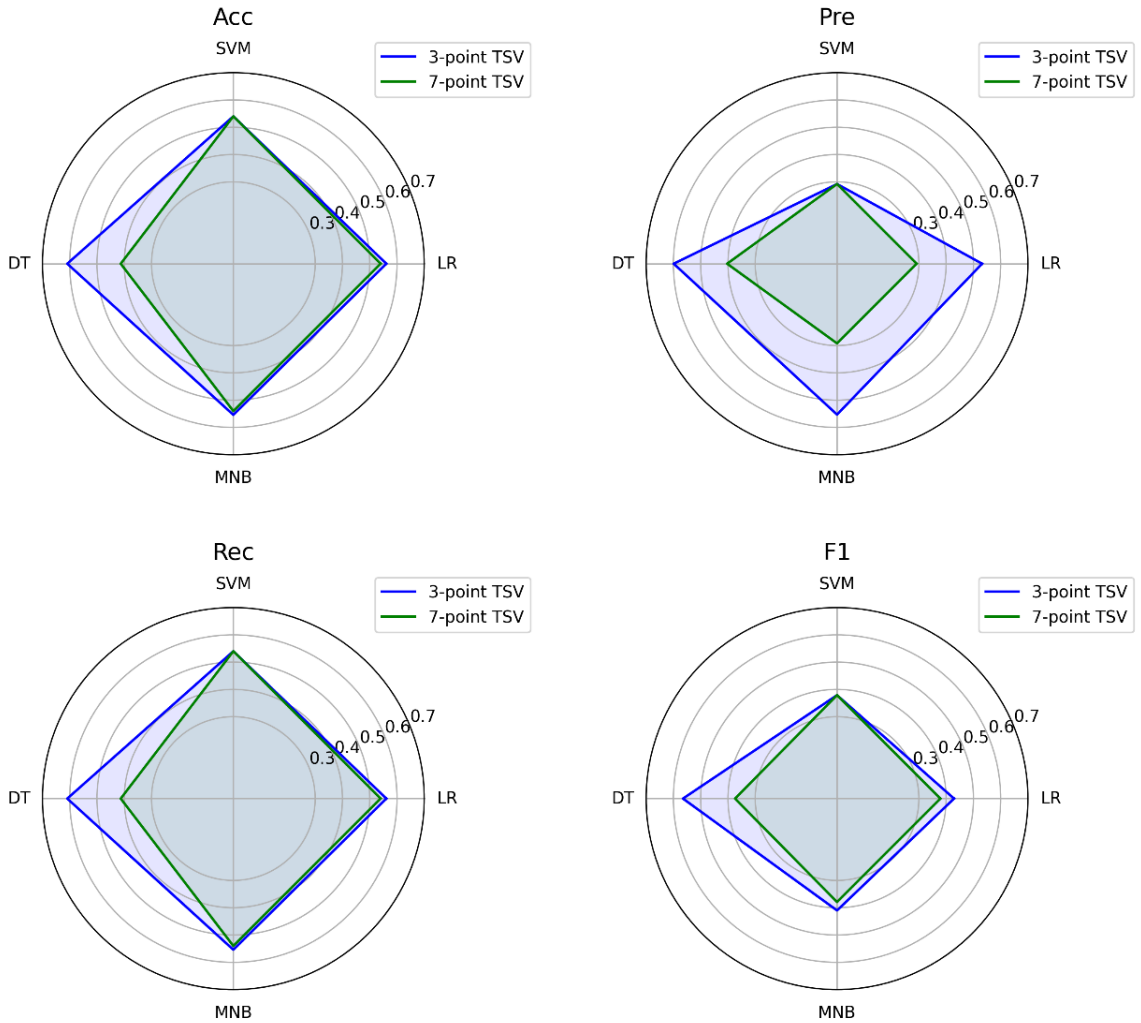 Acc
SVM
3-point TSV
7-point TSV
0.3
0.4
0.5
0.6
0.7
DT
LR
MNB
Pre
SVM
3-point TSV
7-point TSV
0.3
0.4
0.5
0.6
0.7
DT
LR
MNB
Rec
SVM
3-point TSV
7-point TSV
0.3
0.4
0.5
0.6
0.7
DT
LR
MNB
F1
SVM
3-point TSV
7-point TSV
0.3
0.4
0.5
0.6
0.7
DT
LR
MNB